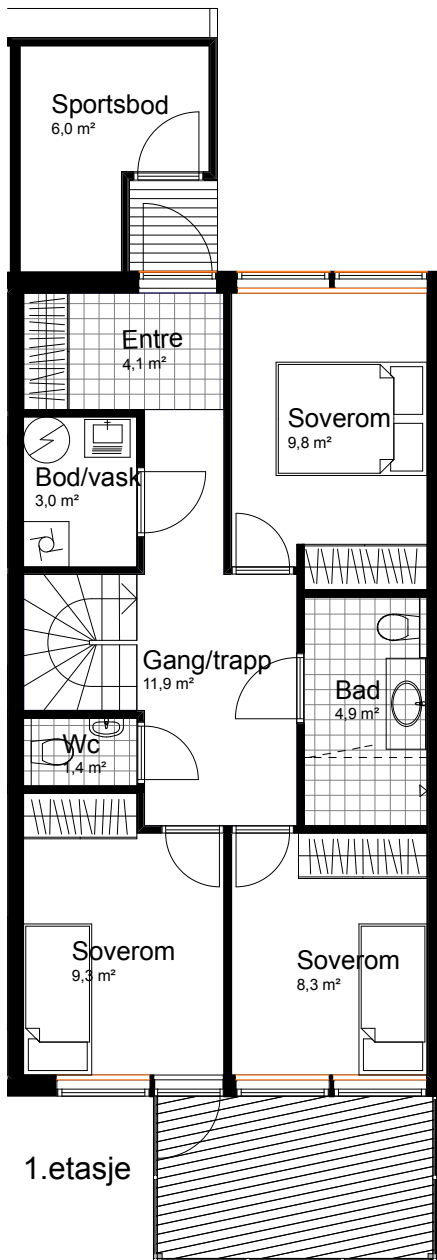 Sportsbod
6,0 m²
Entre
4,1 m²
Soverom
9,8 m²
Bod/vask
3,0 m²
Gang/trapp
11,9 m²
Bad
4,9 m²
Wc
1,4 m²
Soverom
9,3 m²
Soverom
8,3 m²
1.etasje